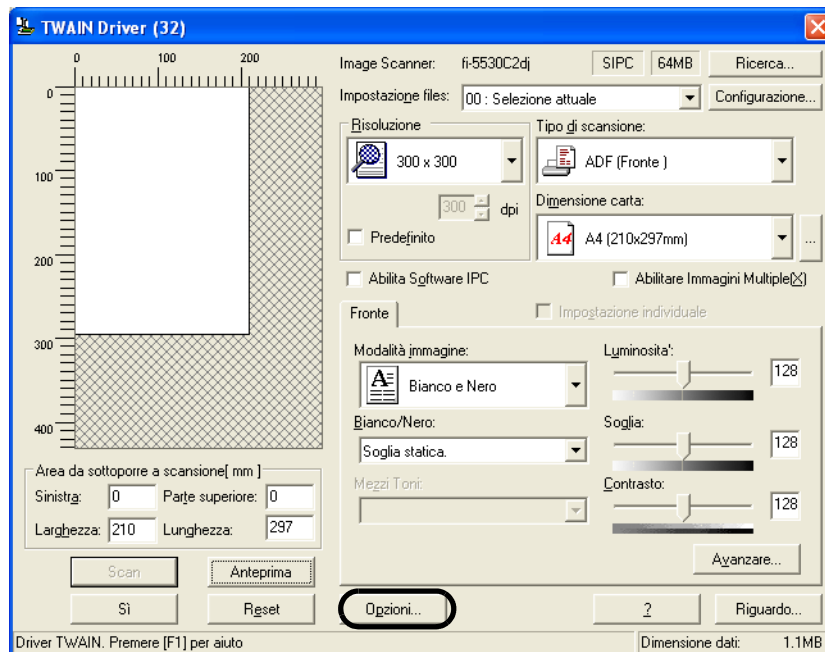 TWAIN Driver (32)
0 100 200
0
100
200
300
400
Image Scanner: fi-5530C2dj SIPC 64MB Ricerca...
Impostazione files: 00 : Selezione attuale Configurazione...
Risoluzione
300 x 300
300 dpi
Predefinito
Tipo di scansione:
ADF (Fronte )
Dimensione carta:
A4 A4 (210x297mm) ...
Abilita Software IPC Abilitare Immagini Multiple(X)
Fronte Impostazione individuale
Modalità immagine:
A Bianco e Nero
Bianco/Nero:
Soglia statica.
Mezzi Toni:
Luminosita': 128
Soglia: 128
Contrasto: 128
Avanzare...
Area da sottoporre a scansione[ mm ]
Sinistra: 0 Parte superiore: 0
Larghezza: 210 Lunghezza: 297
Scan Anteprima
Sì Reset Opzioni... ? Riguardo...
Driver TWAIN. Premere [F1] per aiuto Dimensione dati: 1.1MB